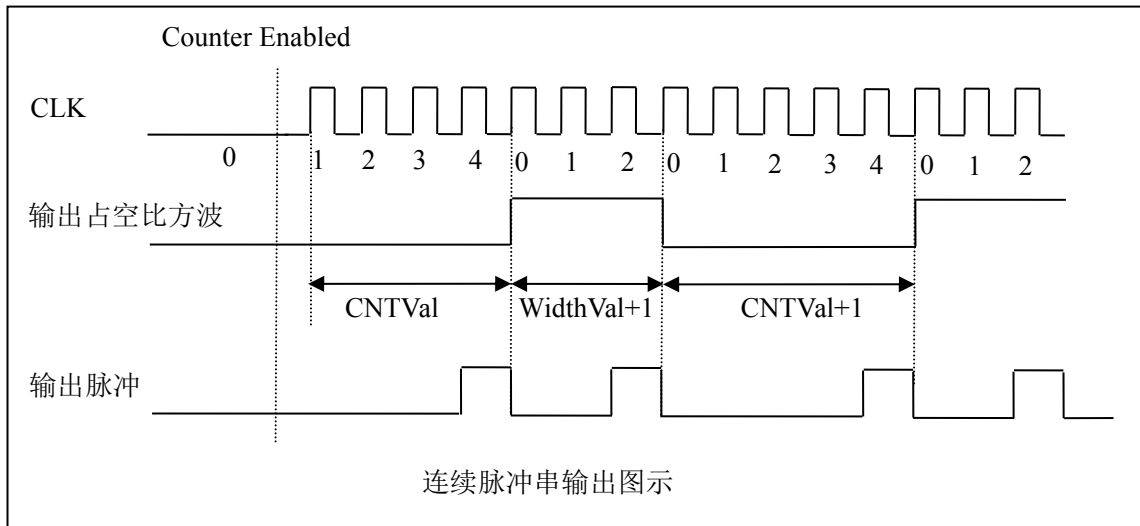 Counter Enabled
CLK
0 1 2 3 4 0 1 2 0 1 2 3 4 0 1 2
输出占空比方波
CNTVal WidthVal+1 CNTVal+1
输出脉冲
连续脉冲串输出图示